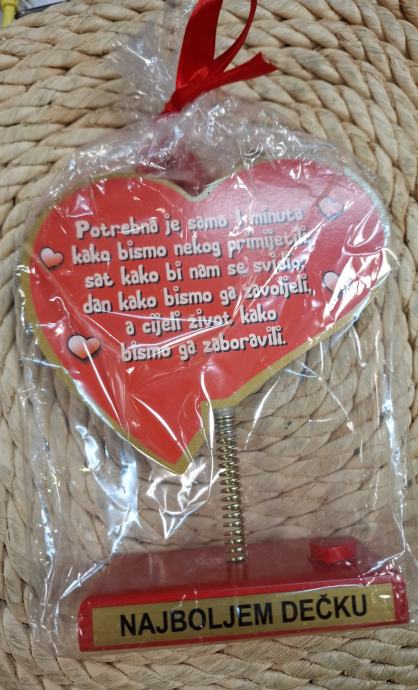 Potrebna je samo 1 minuta
kako bismo nekog primijetili,
sat kako bi nam se svidio,
dan kako bismo ga zavoljeli,
a cijeli život kako
bismo ga zaboravili.
NAJBOLJEM DEČKU